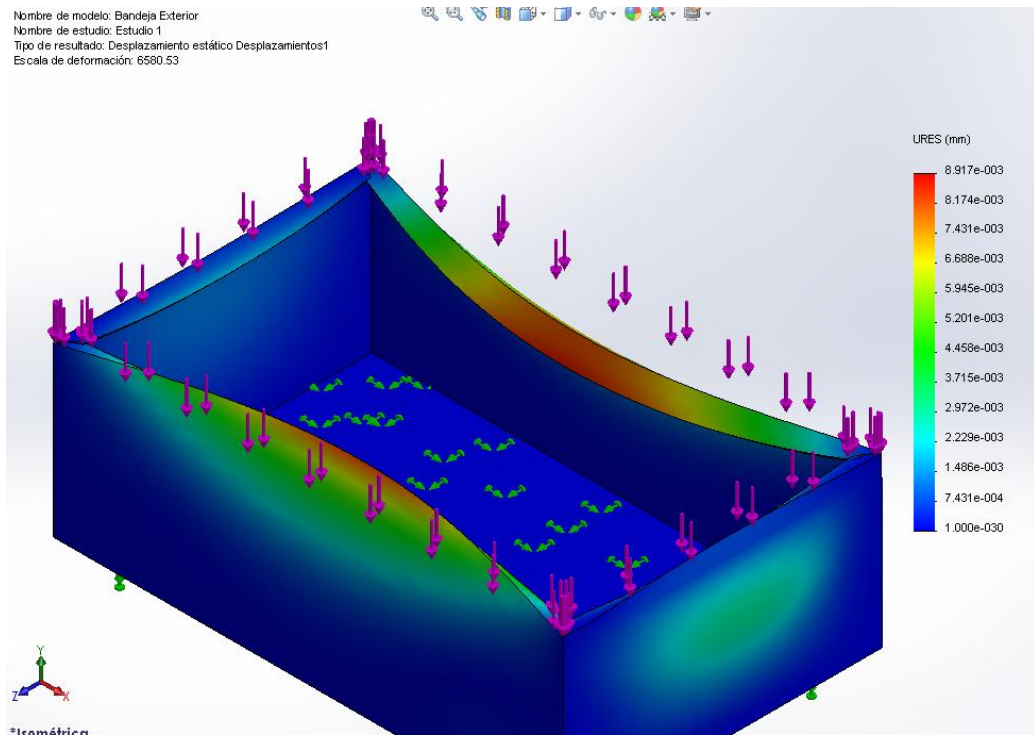 Nombre de modelo: Bandeja Exterior
Nombre de estudio: Estudio 1
Tipo de resultado: Desplazamiento estático Desplazamientos1
Escala de deformación: 6580.53
URES (mm)
8.917e-003
8.174e-003
7.431e-003
6.688e-003
5.945e-003
5.201e-003
4.458e-003
3.715e-003
2.972e-003
2.229e-003
1.486e-003
7.431e-004
1.000e-030
Y
Z
X
*Isométrica